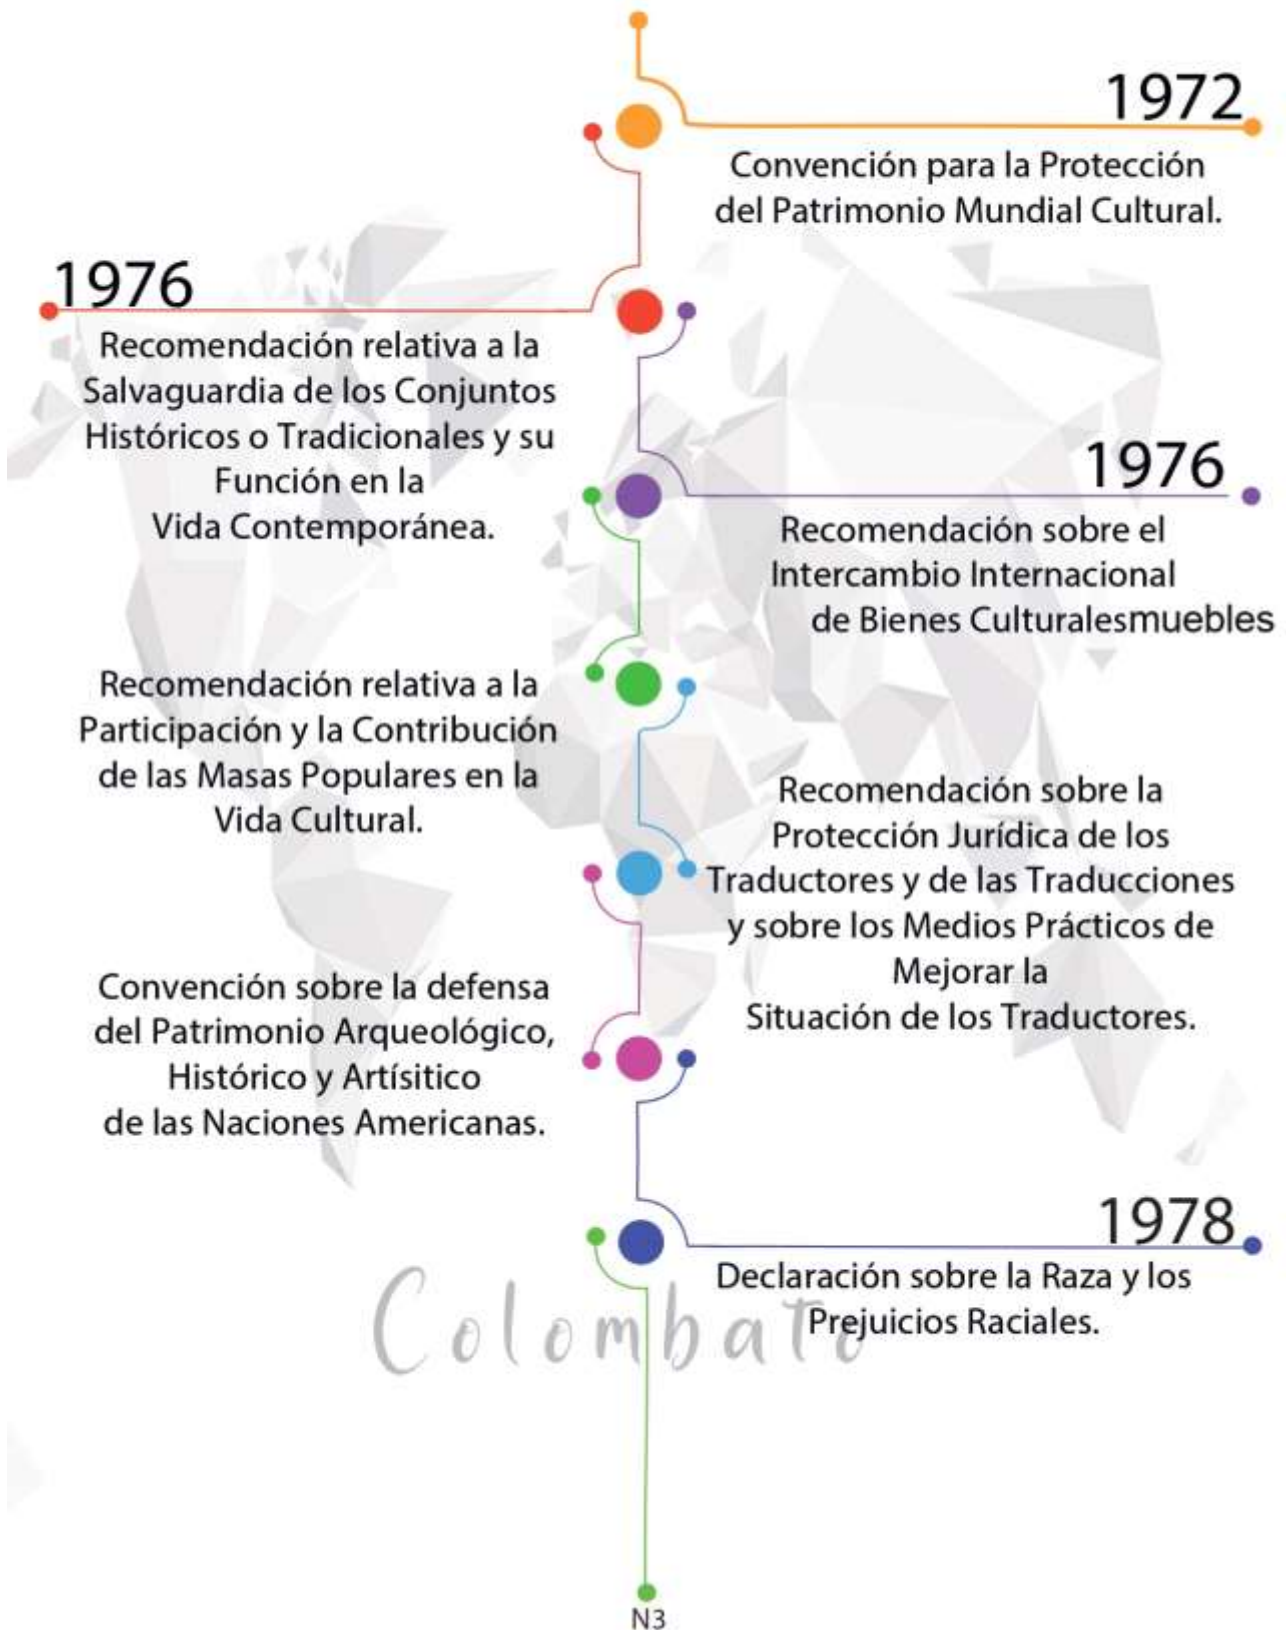 1972
Convención para la Protección
del Patrimonio Mundial Cultural.
1976
Recomendación relativa a la
Salvaguardia de los Conjuntos
Históricos o Tradicionales y su
Función en la
Vida Contemporánea.
1976
Recomendación sobre el
Intercambio Internacional
de Bienes Culturalesmuebles
Recomendación relativa a la
Participación y la Contribución
de las Masas Populares en la
Vida Cultural.
Recomendación sobre la
Protección Jurídica de los
Traductores y de las Traducciones
y sobre los Medios Prácticos de
Mejorar la
Situación de los Traductores.
Convención sobre la defensa
del Patrimonio Arqueológico,
Histórico y Artísitico
de las Naciones Americanas.
1978
Declaración sobre la Raza y los
Prejuicios Raciales.
Colombato
N3